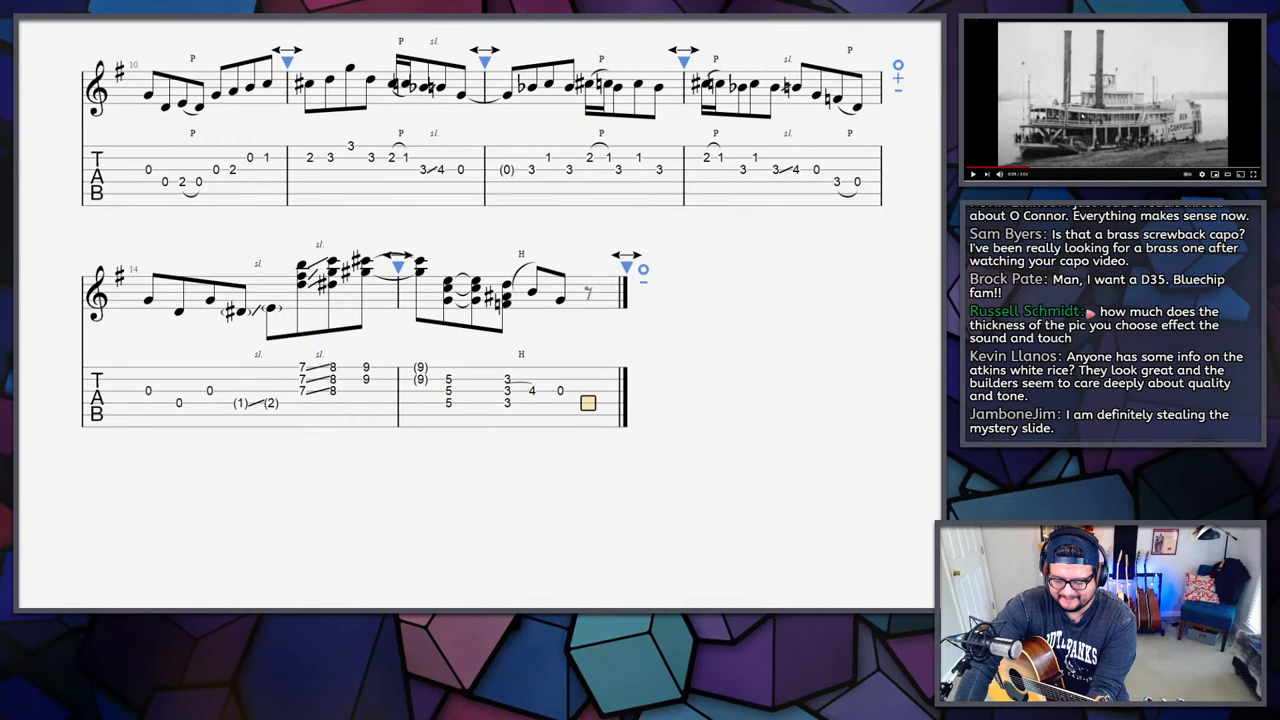 10
P
P
sl.
P
P
sl.
P
P
P
sl.
P
P
sl.
P
0 0 2 0 0 2 0 1
2 3 3 3 2 1 3 4 0
(0) 3 1 3 2 1 3 1 3
2 1 3 1 3 4 0 3 0
14
sl.
sl.
H
sl.
sl.
H
7 8 9 (9)
7 8 9 (9) 5 3
0 0 7 8 5 3 4 0
0 (1) (2) 5 3
BEN
CAMPBELL
0:09 / 3:04
about O Connor. Everything makes sense now.
Sam Byers: Is that a brass screwback capo?
I've been really looking for a brass one after
watching your capo video.
Brock Pate: Man, I want a D35. Bluechip
fam!!
Russell Schmidt: how much does the
thickness of the pic you choose effect the
sound and touch
Kevin Llanos: Anyone has some info on the
atkins white rice? They look great and the
builders seem to care deeply about quality
and tone.
JamboneJim: I am definitely stealing the
mystery slide.